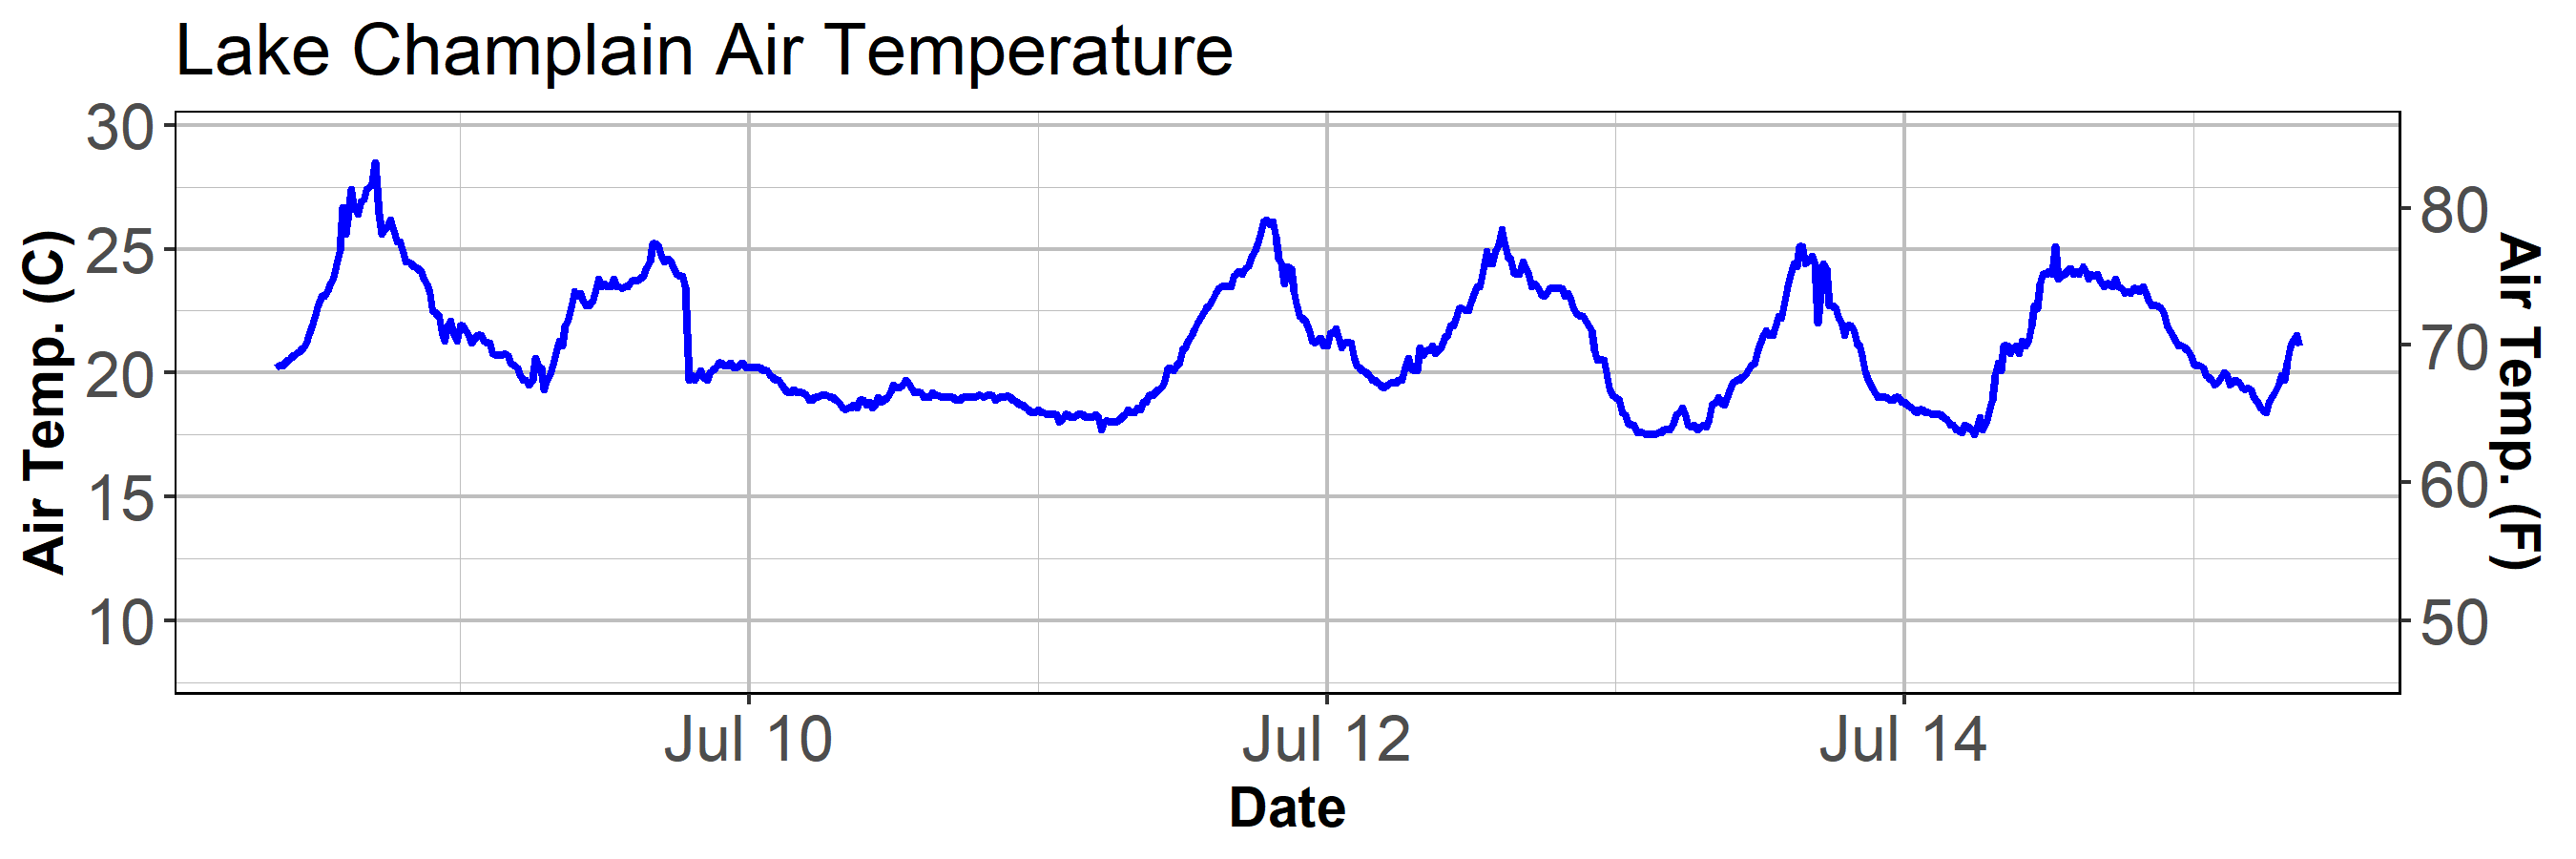 Lake Champlain Air Temperature
30
25
20
15
10
Air Temp. (C)
80
70
60
50
Air Temp. (F)
Jul 10 Jul 12 Jul 14
Date